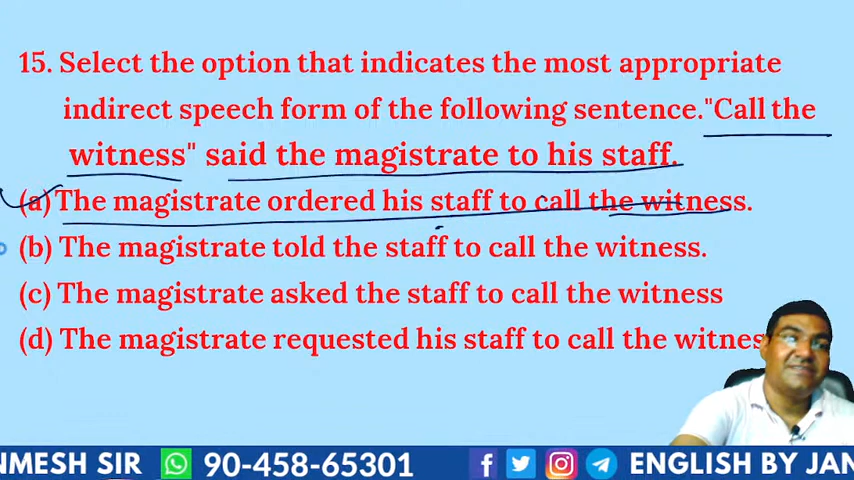 15. Select the option that indicates the most appropriate
indirect speech form of the following sentence."Call the
witness" said the magistrate to his staff.
(a) The magistrate ordered his staff to call the witness.
(b) The magistrate told the staff to call the witness.
(c) The magistrate asked the staff to call the witness
(d) The magistrate requested his staff to call the witnes
NMESH SIR 90-458-65301 ENGLISH BY JAN